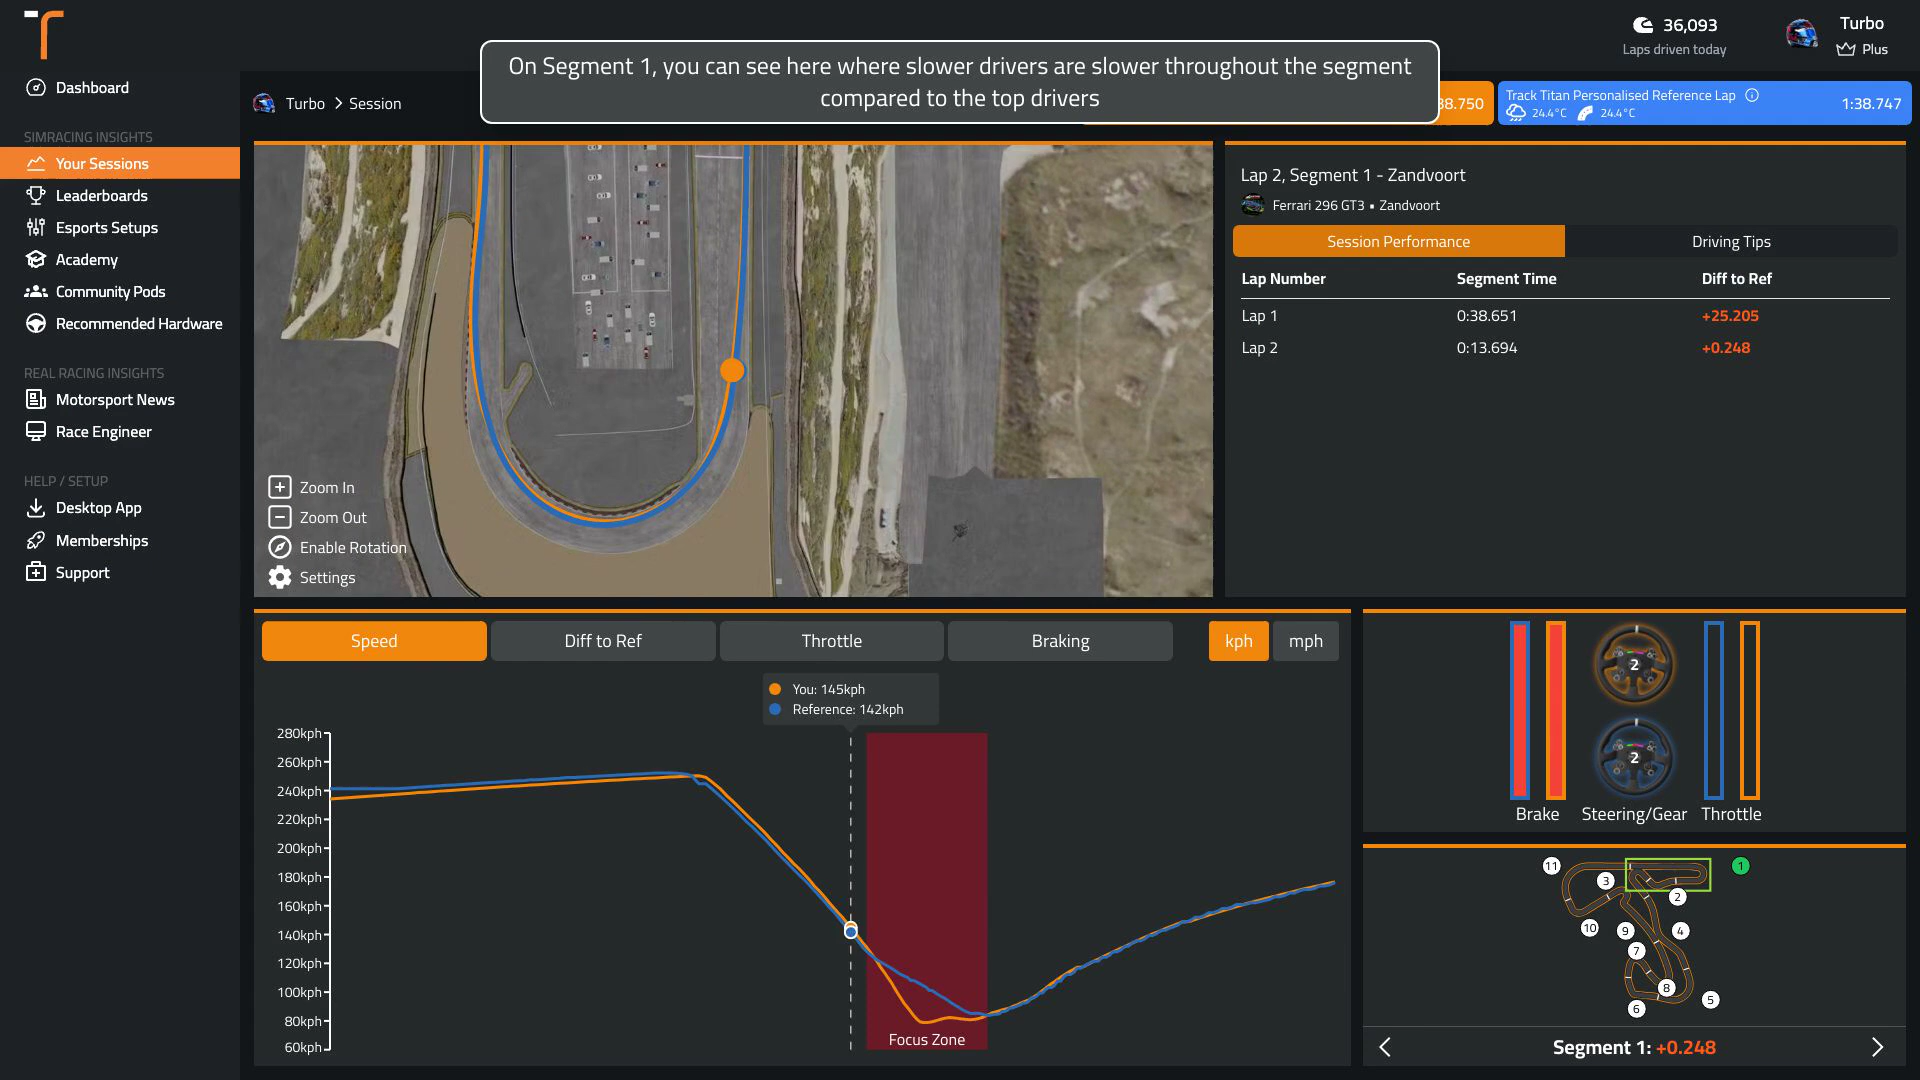 36,093
Laps driven today
Turbo
Plus
On Segment 1, you can see here where slower drivers are slower throughout the segment
compared to the top drivers
Dashboard
SIMRACING INSIGHTS
Your Sessions
Leaderboards
Esports Setups
Academy
Community Pods
Recommended Hardware
REAL RACING INSIGHTS
Motorsport News
Race Engineer
HELP / SETUP
Desktop App
Memberships
Support
Turbo > Session
38.750
Track Titan Personalised Reference Lap
24.4°C 24.4°C
1:38.747
Zoom In
Zoom Out
Enable Rotation
Settings
Lap 2, Segment 1 - Zandvoort
Ferrari 296 GT3 • Zandvoort
Session Performance Driving Tips
Lap Number Segment Time Diff to Ref
Lap 1 0:38.651 +25.205
Lap 2 0:13.694 +0.248
Speed Diff to Ref Throttle Braking kph mph
You: 145kph
Reference: 142kph
280kph
260kph
240kph
220kph
200kph
180kph
160kph
140kph
120kph
100kph
80kph
60kph
Focus Zone
2
2
Brake Steering/Gear Throttle
11
3
1
2
10
9
4
7
8
6
5
Segment 1: +0.248